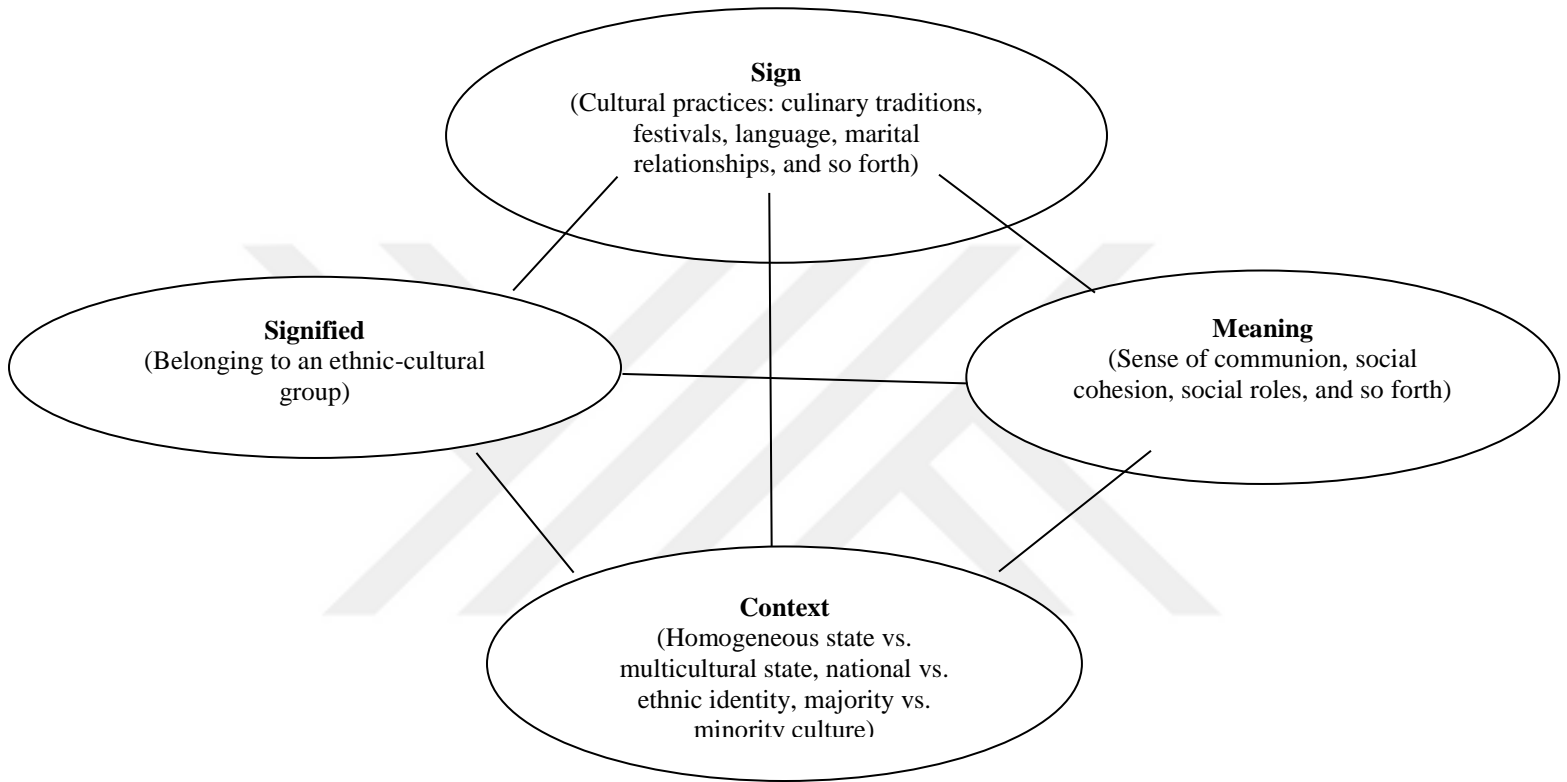 Sign
(Cultural practices: culinary traditions,
festivals, language, marital
relationships, and so forth)
Signified
(Belonging to an ethnic-cultural
group)
Meaning
(Sense of communion, social
cohesion, social roles, and so forth)
Context
(Homogeneous state vs.
multicultural state, national vs.
ethnic identity, majority vs.
minority culture)